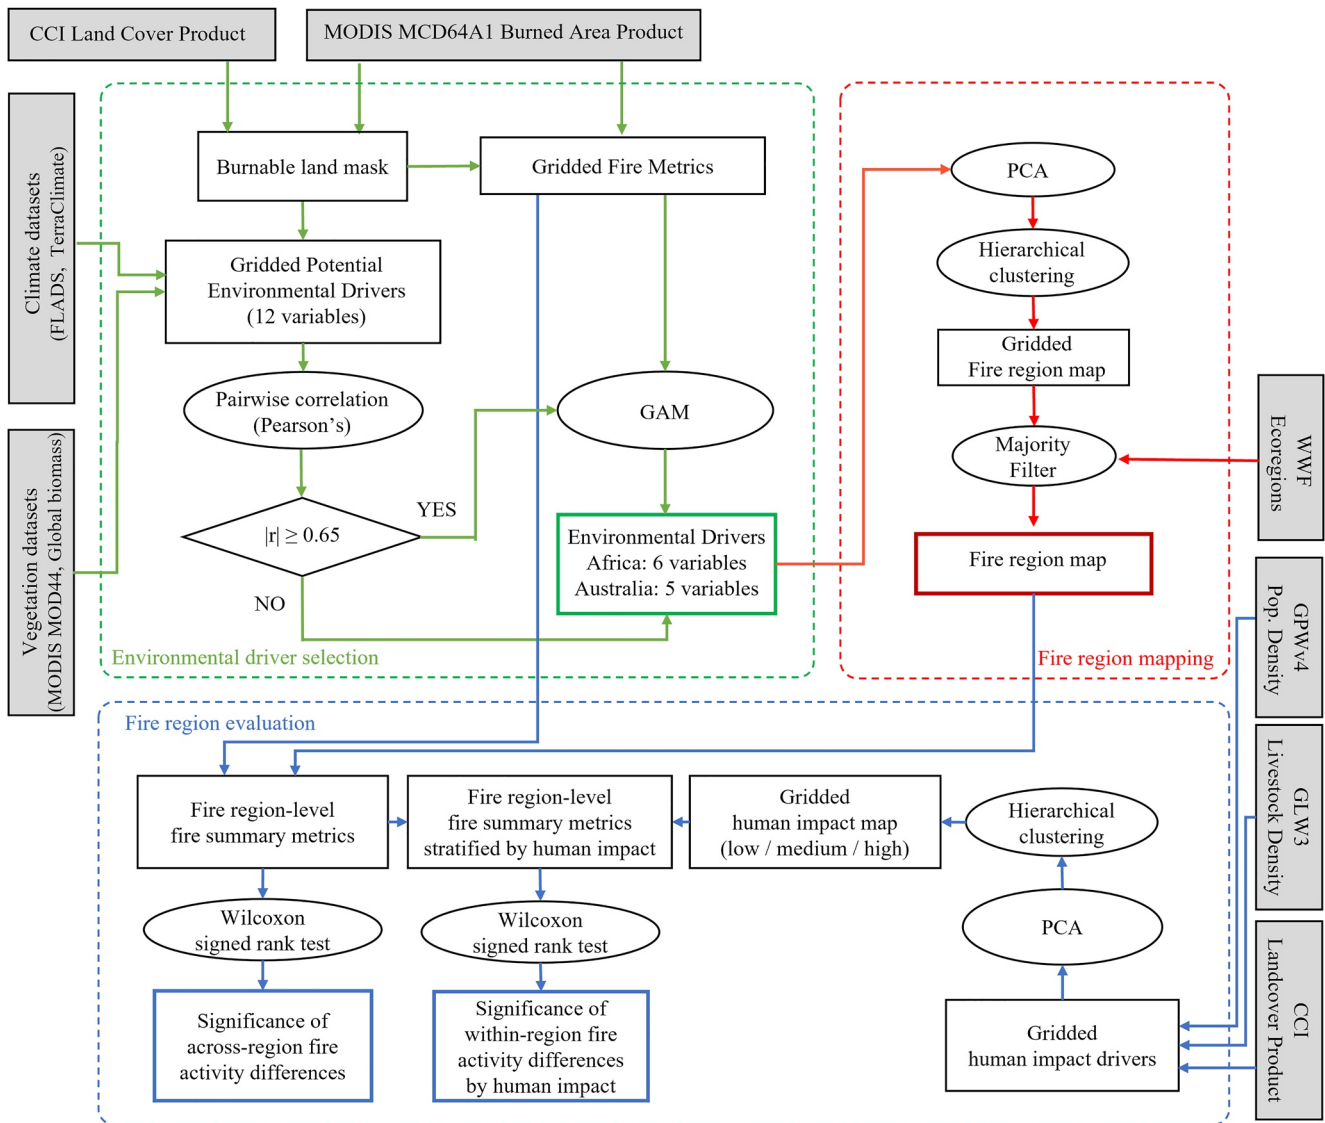 CCI Land Cover Product
MODIS MCD64A1 Burned Area Product
Climate datasets
(FLADS, TerraClimate)
Vegetation datasets
(MODIS MOD44, Global biomass)
Burnable land mask
Gridded Fire Metrics
Gridded Potential
Environmental Drivers
(12 variables)
Pairwise correlation
(Pearson's)
GAM
|r| ≥ 0.65
YES
NO
Environmental Drivers
Africa: 6 variables
Australia: 5 variables
Environmental driver selection
PCA
Hierarchical
clustering
Gridded
Fire region map
Majority
Filter
Fire region map
Fire region mapping
WWF
Ecoregions
GPWv4
Pop. Density
GLW3
Livestock Density
CCI
Landcover Product
Fire region evaluation
Fire region-level
fire summary metrics
Fire region-level
fire summary metrics
stratified by human impact
Gridded
human impact map
(low / medium / high)
Hierarchical
clustering
Wilcoxon
signed rank test
Wilcoxon
signed rank test
PCA
Significance of
across-region fire
activity differences
Significance of
within-region fire
activity differences
by human impact
Gridded
human impact drivers